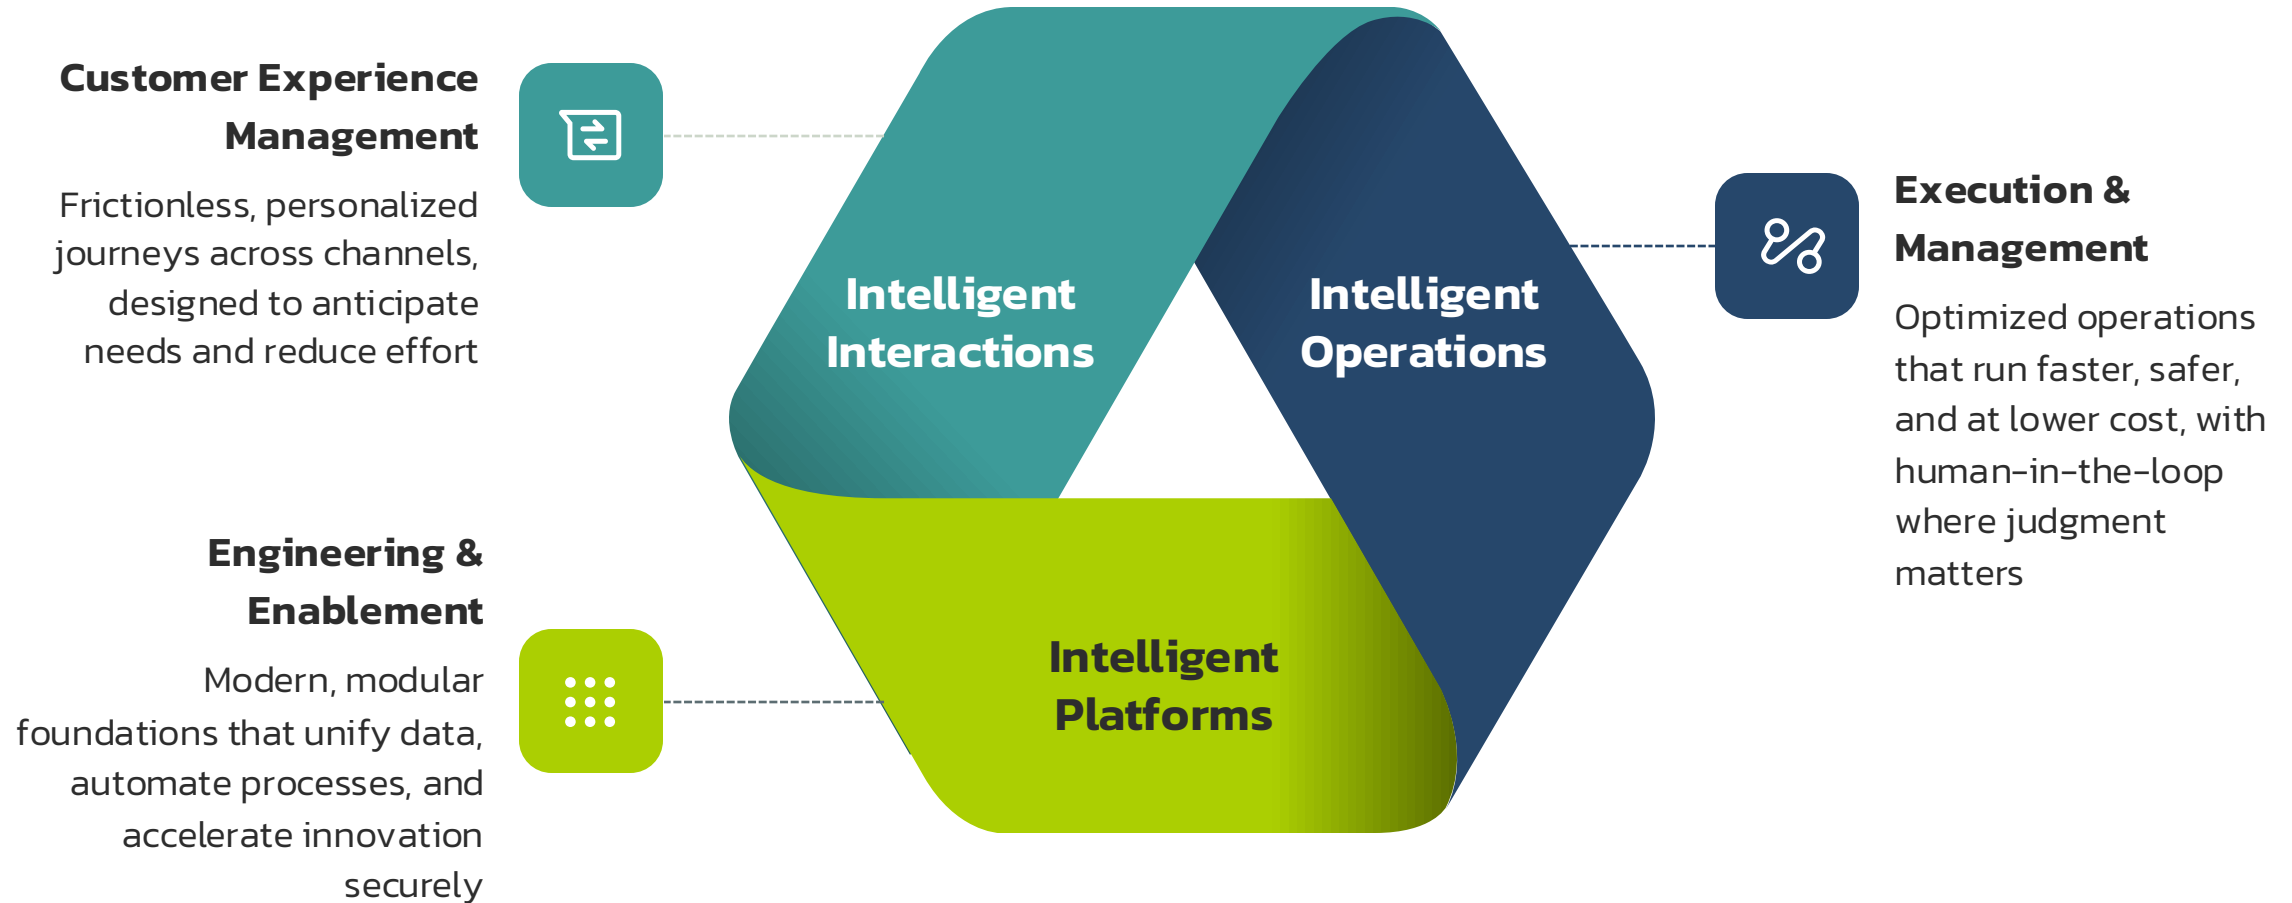 Customer Experience
Management
Frictionless, personalized
journeys across channels,
designed to anticipate
needs and reduce effort
Engineering &
Enablement
Modern, modular
foundations that unify data,
automate processes, and
accelerate innovation
securely
Intelligent
Interactions
Intelligent
Operations
Intelligent
Platforms
Execution &
Management
Optimized operations
that run faster, safer,
and at lower cost, with
human-in-the-loop
where judgment
matters